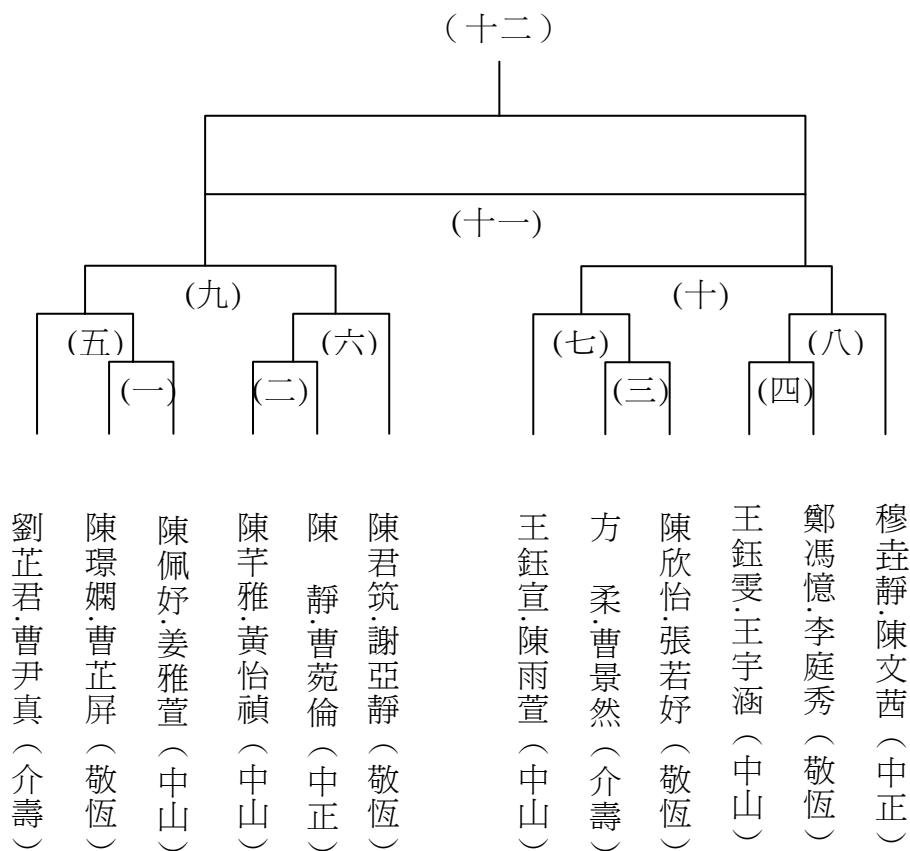 （十二）
(十一)
(九)
(十)
(五)
(六)
(七)
(八)
(一)
(二)
(三)
(四)
劉芷君.曹尹真（介壽）
陳璟嫻.曹芷屏（敬恆）
陳佩妤.姜雅萱（中山）
陳芊雅.黃怡禎（中山）
陳　靜.曹菀倫（中正）
陳君筑.謝亞靜（敬恆）
王鈺宣.陳雨萱（中山）
方　柔.曹景然（介壽）
陳欣怡.張若妤（敬恆）
王鈺雯.王宇涵（中山）
鄭馮憶.李庭秀（敬恆）
穆壵靜.陳文茜（中正）